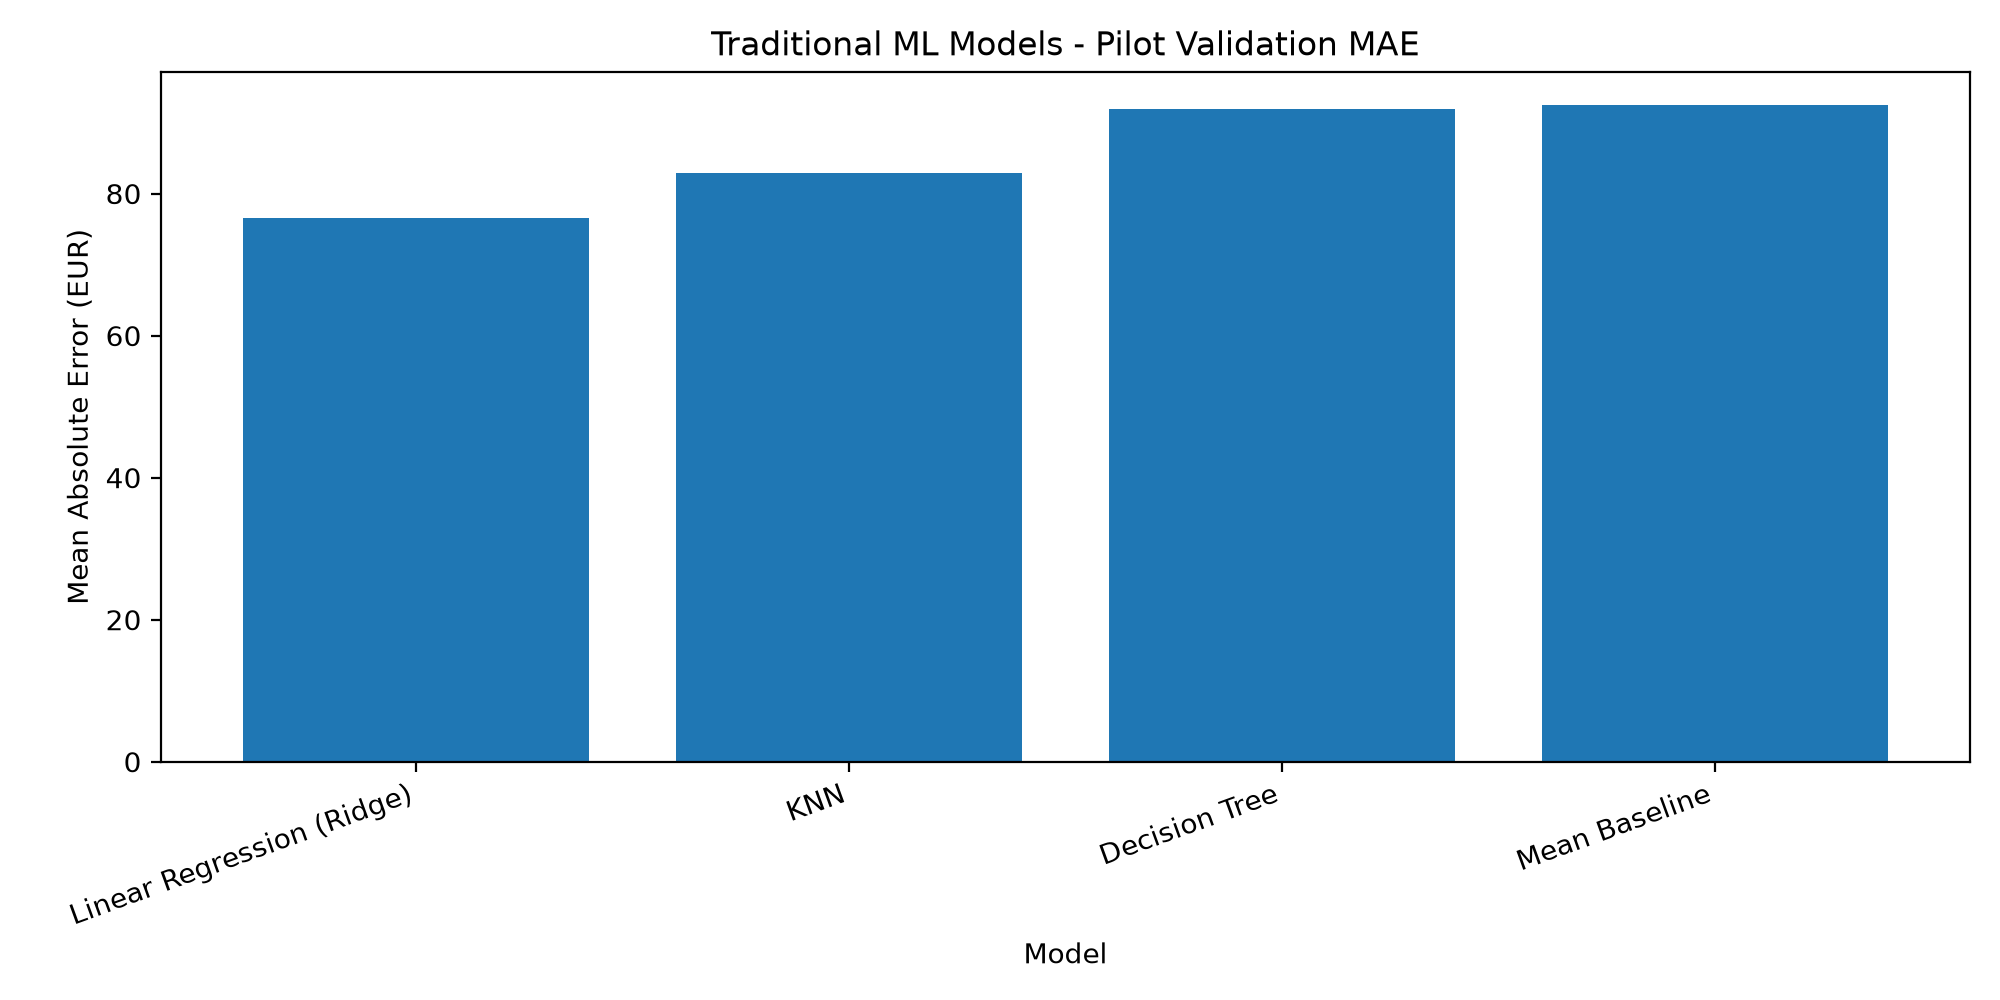 Traditional ML Models - Pilot Validation MAE
Mean Absolute Error (EUR)
80
60
40
20
0
Linear Regression (Ridge)
KNN
Decision Tree
Mean Baseline
Model